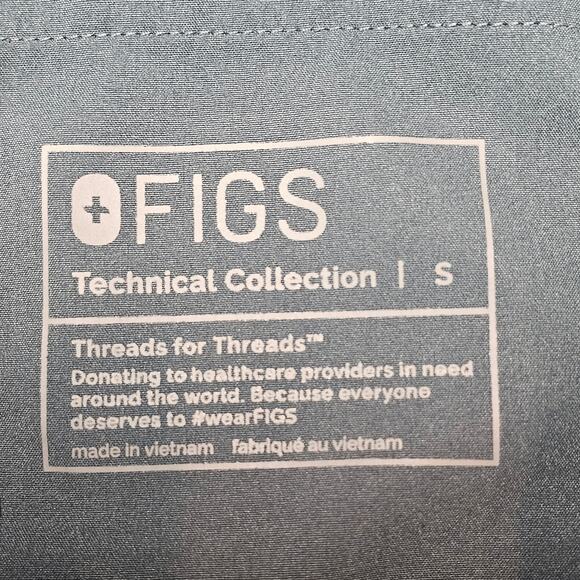 FIGS
Technical Collection | S
Threads for Threads™
Donating to healthcare providers in need
around the world. Because everyone
deserves to #wearFIGS
made in vietnam fabriqué au vietnam